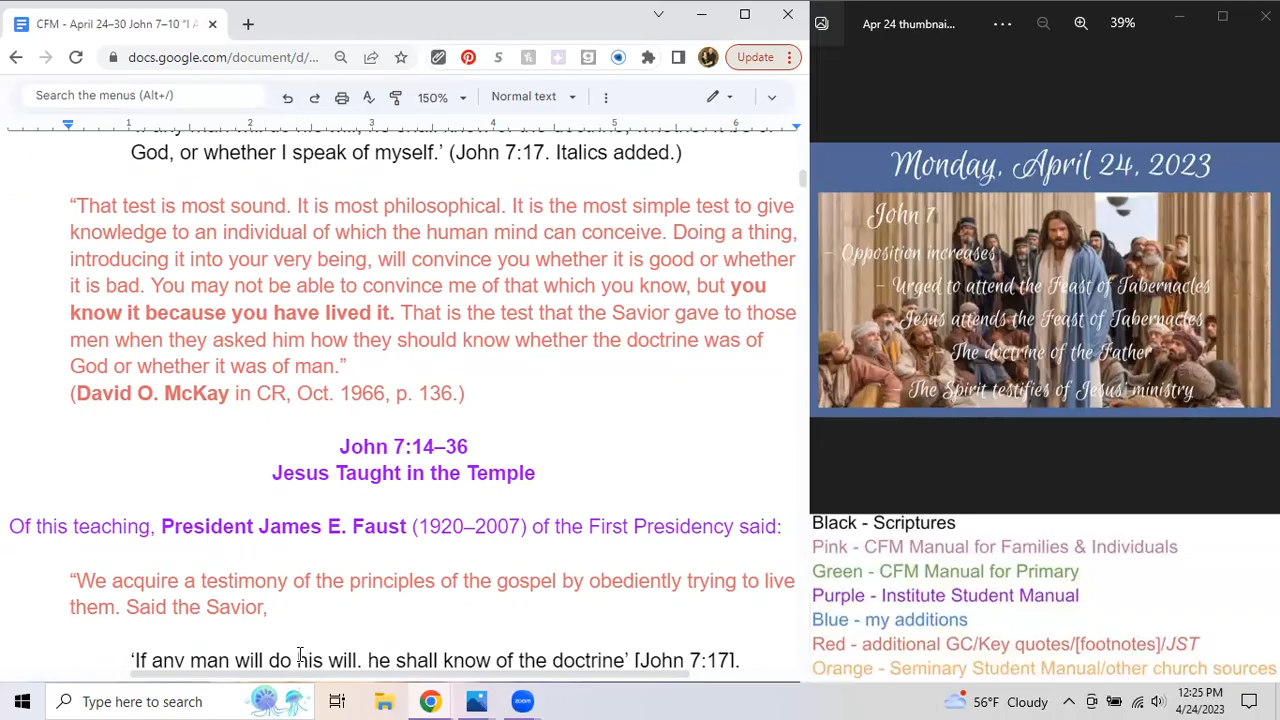 CFM - April 24–30 John 7–10 "I A
Apr 24 thumbnai...
39%
docs.google.com/document/d/...
Update
Search the menus (Alt+/)
150%
Normal text
1 2 3 4 5 6
God, or whether I speak of myself.’ (John 7:17. Italics added.)
“That test is most sound. It is most philosophical. It is the most simple test to give
knowledge to an individual of which the human mind can conceive. Doing a thing,
introducing it into your very being, will convince you whether it is good or whether
it is bad. You may not be able to convince me of that which you know, but you
know it because you have lived it. That is the test that the Savior gave to those
men when they asked him how they should know whether the doctrine was of
God or whether it was of man.”
(David O. McKay in CR, Oct. 1966, p. 136.)
John 7:14–36
Jesus Taught in the Temple
Of this teaching, President James E. Faust (1920–2007) of the First Presidency said:
“We acquire a testimony of the principles of the gospel by obediently trying to live
them. Said the Savior,
‘If any man will do his will, he shall know of the doctrine’ [John 7:17].
Monday, April 24, 2023
John 7
- Opposition increases
- Urged to attend the Feast of Tabernacles
- Jesus attends the Feast of Tabernacles
- The doctrine of the Father
- The Spirit testifies of Jesus' ministry
Black - Scriptures
Pink - CFM Manual for Families & Individuals
Green - CFM Manual for Primary
Purple - Institute Student Manual
Blue - my additions
Red - additional GC/Key quotes/[footnotes]/JST
Orange - Seminary Student Manual/other church sources
Type here to search
zoom
56°F Cloudy
12:25 PM
4/24/2023